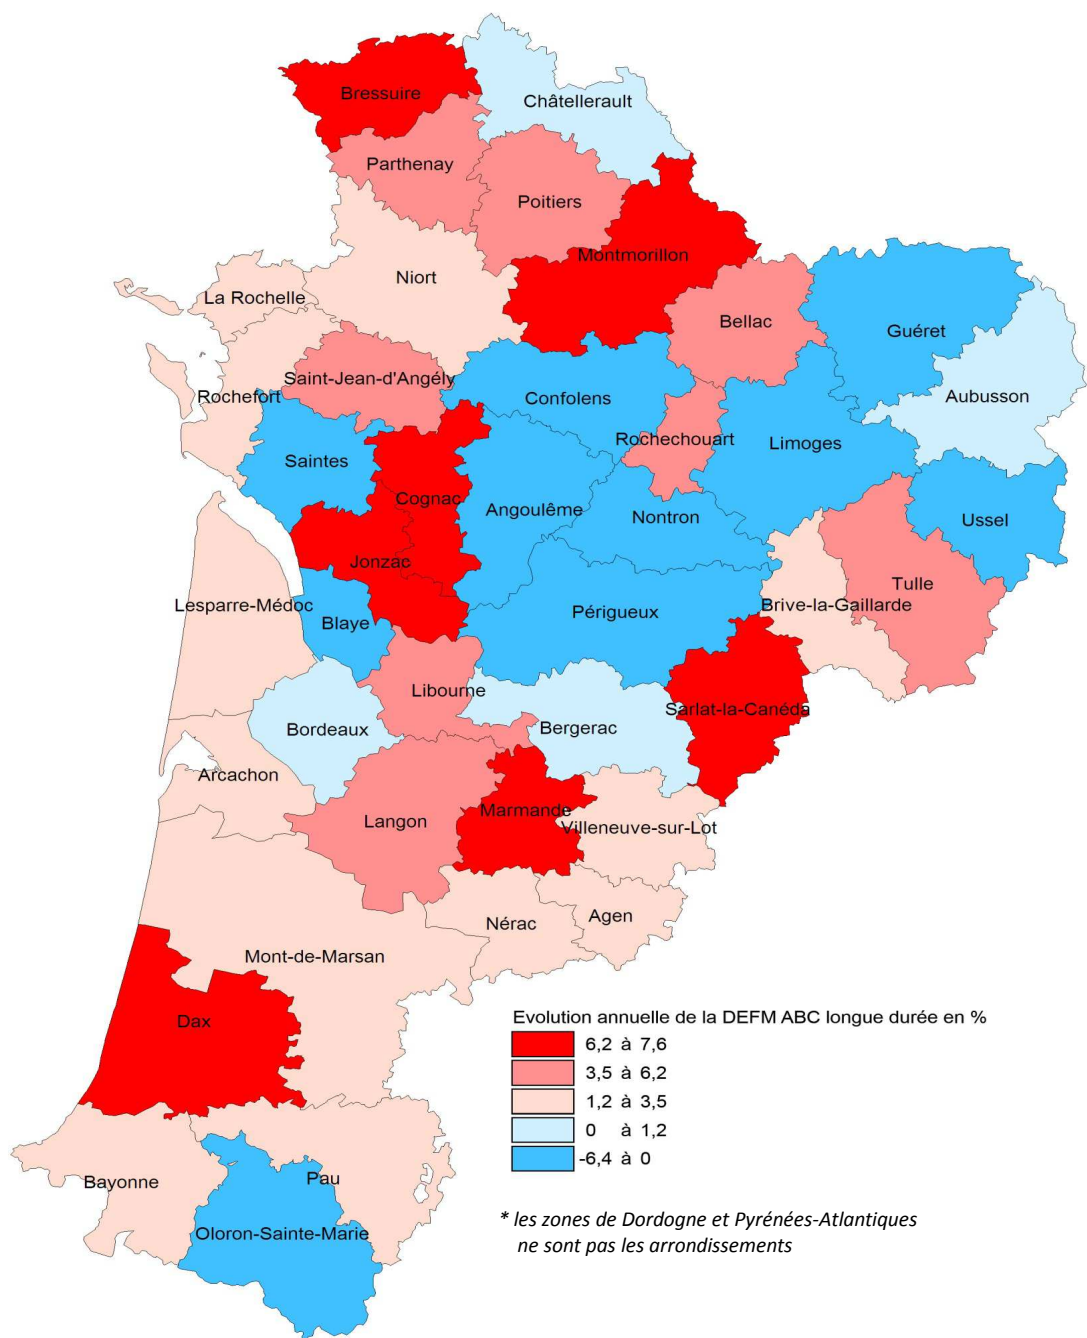 Bressuire
Châtellerault
Parthenay
Poitiers
Montmorillon
Niort
La Rochelle
Bellac
Guéret
Saint-Jean-d'Angély
Rochefort
Confolens
Aubusson
Rochechouart
Limoges
Saintes
Cognac
Angoulême
Nontron
Ussel
Jonzac
Tulle
Lesparre-Médoc
Blaye
Périgueux
Brive-la-Gaillarde
Libourne
Sarlat-la-Canéda
Bordeaux
Bergerac
Arcachon
Marmande
Langon
Villeneuve-sur-Lot
Nérac
Agen
Mont-de-Marsan
Dax
Evolution annuelle de la DEFM ABC longue durée en %
6,2 à 7,6
3,5 à 6,2
1,2 à 3,5
0 à 1,2
-6,4 à 0
Bayonne
Pau
Oloron-Sainte-Marie
* les zones de Dordogne et Pyrénées-Atlantiques
ne sont pas les arrondissements